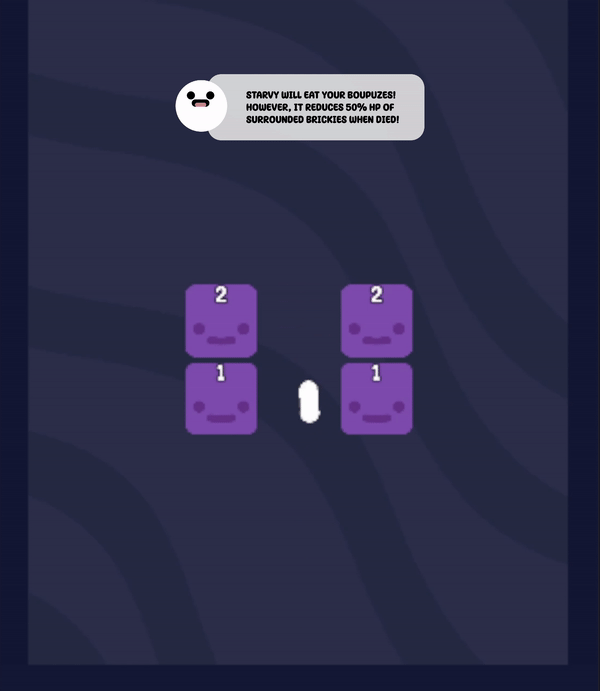 STARVY WILL EAT YOUR BOUPUZES!
HOWEVER, IT REDUCES 50% HP OF
SURROUNDED BRICKIES WHEN DIED!
2 2
1 1